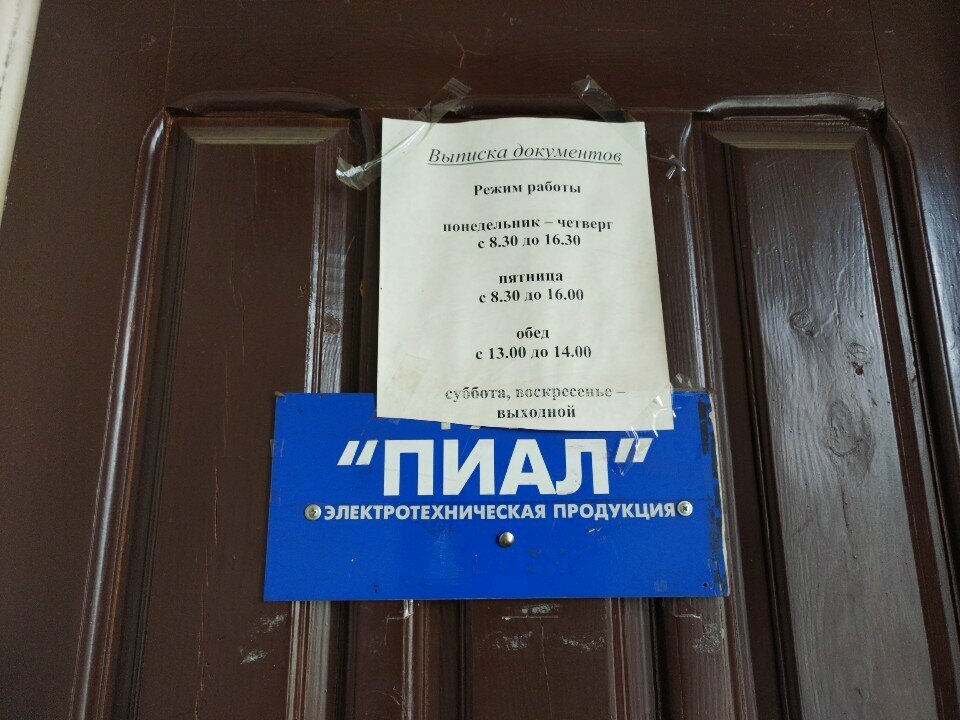 Выписка документов
Режим работы
понедельник – четверг
с 8.30 до 16.30
пятница
с 8.30 до 16.00
обед
с 13.00 до 14.00
суббота, воскресенье –
выходной
“ПИАЛ”
ЭЛЕКТРОТЕХНИЧЕСКАЯ ПРОДУКЦИЯ